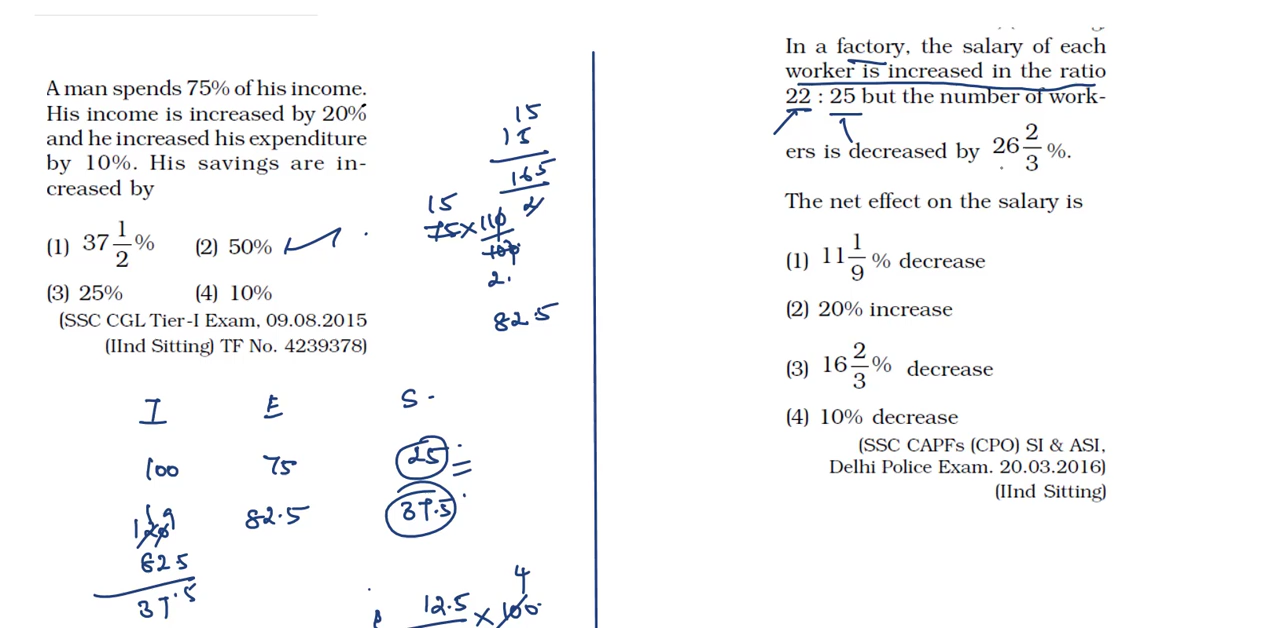 A man spends 75% of his income.
His income is increased by 20%
and he increased his expenditure
by 10%. His savings are in-
creased by
(1) 37 1/2 % (2) 50%
(3) 25% (4) 10%
(SSC CGL Tier-I Exam, 09.08.2015
(IInd Sitting) TF No. 4239378)
15
15
165
2
15
75 × 110
100
2.
82.5
I E S.
100 75 25
120 82.5 37.5
82.5
37.5
12.5 × 100
4
In a factory, the salary of each
worker is increased in the ratio
22 : 25 but the number of work-
ers is decreased by 26 2/3 %.
The net effect on the salary is
(1) 11 1/9 % decrease
(2) 20% increase
(3) 16 2/3 % decrease
(4) 10% decrease
(SSC CAPFs (CPO) SI & ASI,
Delhi Police Exam. 20.03.2016)
(IInd Sitting)